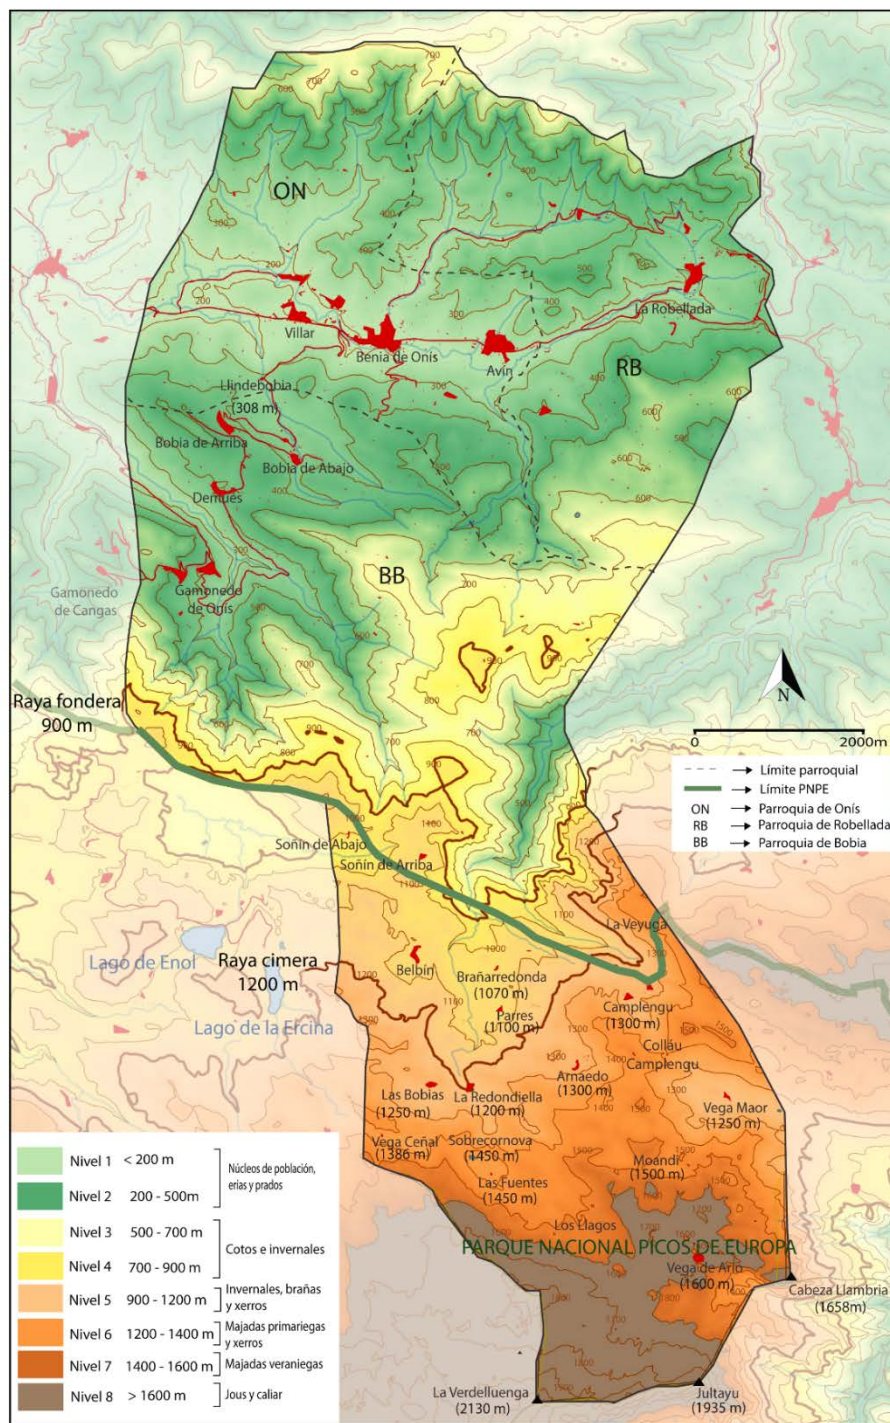 ON
Villar
Benia de Onís
Avín
La Robellada
RB
Llindebobia
(308 m)
Bobia de Arriba
Bobia de Abajo
Demués
BB
Gamonedo
de Cangas
Gamonedo
de Onís
Raya fondera
900 m
N
0
2000m
Límite parroquial
Límite PNPE
ON
Parroquia de Onís
RB
Parroquia de Robellada
BB
Parroquia de Bobia
Soñín de Abajo
Soñín de Arriba
La Veyuga
Lago de Enol
Raya cimera
1200 m
Belbín
Brañarredonda
(1070 m)
Lago de la Ercina
Parres
(1100 m)
Camplengu
(1300 m)
Colláu
Camplengu
Arnaedo
(1300 m)
Las Bobias
(1250 m)
La Redondiella
(1200 m)
Vega Maor
(1250 m)
Vega Ceñal
(1386 m)
Sobrecornova
(1450 m)
Moandi
(1500 m)
Las Fuentes
(1450 m)
Los Llagos
PARQUE NACIONAL PICOS DE EUROPA
Vega de Ario
(1600 m)
Cabeza Llambria
(1658m)
La Verdelluenga
(2130 m)
Jultayu
(1935 m)
Nivel 1 < 200 m
Nivel 2 200 - 500m
Núcleos de población,
erías y prados
Nivel 3 500 - 700 m
Nivel 4 700 - 900 m
Cotos e invernales
Nivel 5 900 - 1200 m
Invernales, brañas
y xerros
Nivel 6 1200 - 1400 m
Majadas primariegas
y xerros
Nivel 7 1400 - 1600 m
Majadas veraniegas
Nivel 8 > 1600 m
Jous y caliar